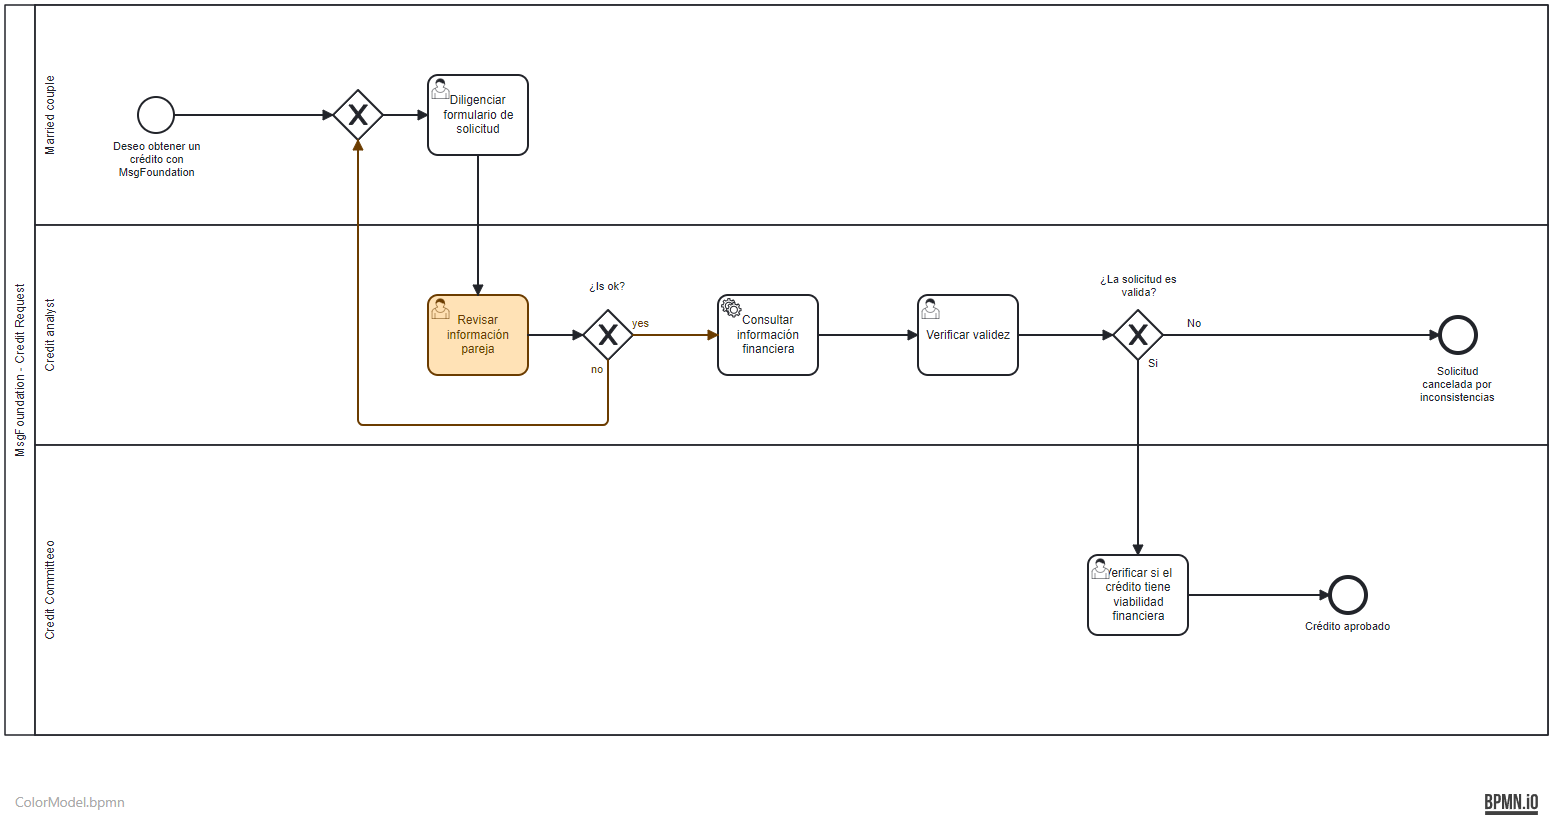 MsgFoundation - Credit Request
Married couple
Deseo obtener un
crédito con
MsgFoundation
Diligenciar
formulario de
solicitud
Credit analyst
Revisar
información
pareja
¿Is ok?
yes
no
Consultar
información
financiera
Verificar validez
¿La solicitud es
valida?
No
Si
Solicitud
cancelada por
inconsistencias
Credit Committeeo
Verificar si el
crédito tiene
viabilidad
financiera
Crédito aprobado
ColorModel.bpmn
BPMN.iO